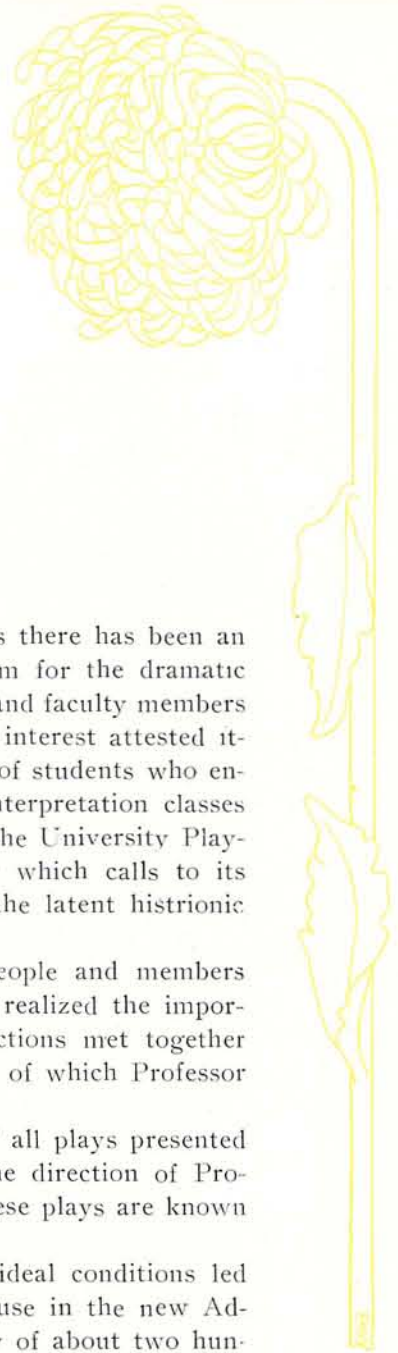 s there has been an
m for the dramatic
and faculty members
interest attested it-
of students who en-
nterpretation classes
he University Play-
which calls to its
he latent histrionic
eople and members
realized the impor-
ctions met together
of which Professor
all plays presented
ne direction of Pro-
ese plays are known
ideal conditions led
use in the new Ad-
y of about two hun-